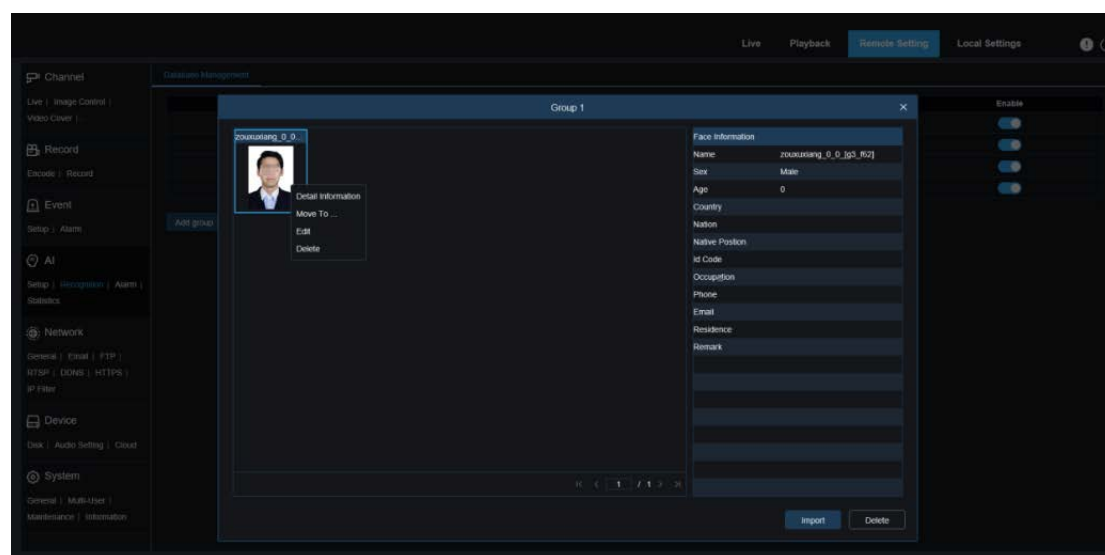 Live Playback Remote Setting Local Settings
Channel
Live | Image Control |
Video Cover |
Record
Encode | Record
Event
Setup | Alarm
AI
Setup | Recognition | Alarm |
Statistics
Network
General | Email | FTP |
RTSP | DDNS | HTTPS |
IP Filter
Device
Disk | Audio Setting | Cloud
System
General | Multi-User |
Maintenance | Information
Database Management
Enable
Add group
Group 1
zouxuxiang_0_0...
Detail Information
Move To ...
Edit
Delete
Face Information
Name zouxuxiang_0_0_[g3_f62]
Sex Male
Age 0
Country
Nation
Native Postion
Id Code
Occupetion
Phone
Email
Residence
Remark
1 / 1
Import Delete